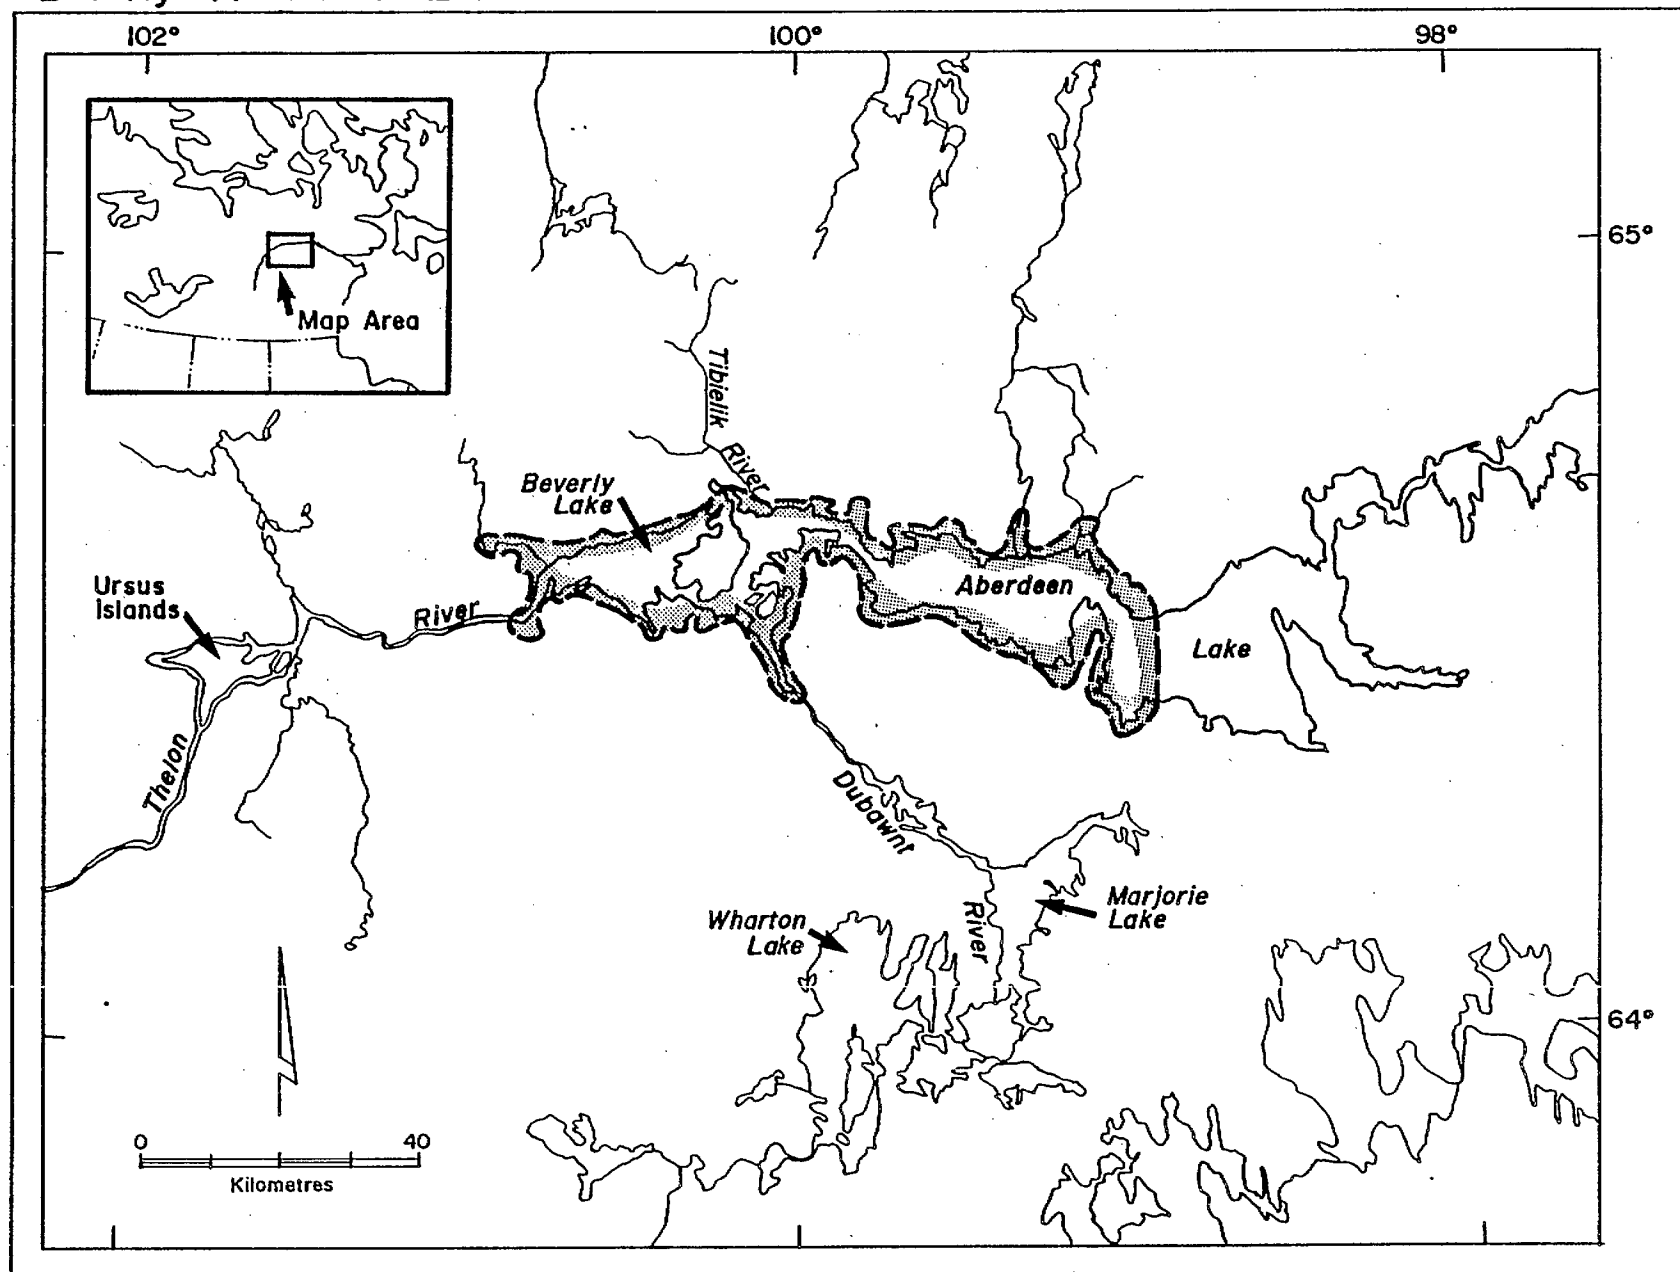 102°
100°
98°
65°
Map Area
Tibielik
River
Beverly
Lake
Ursus
Islands
River
Aberdeen
Lake
Thelon
Dubawnt
River
Marjorie
Lake
Wharton
Lake
64°
0 40
Kilometres